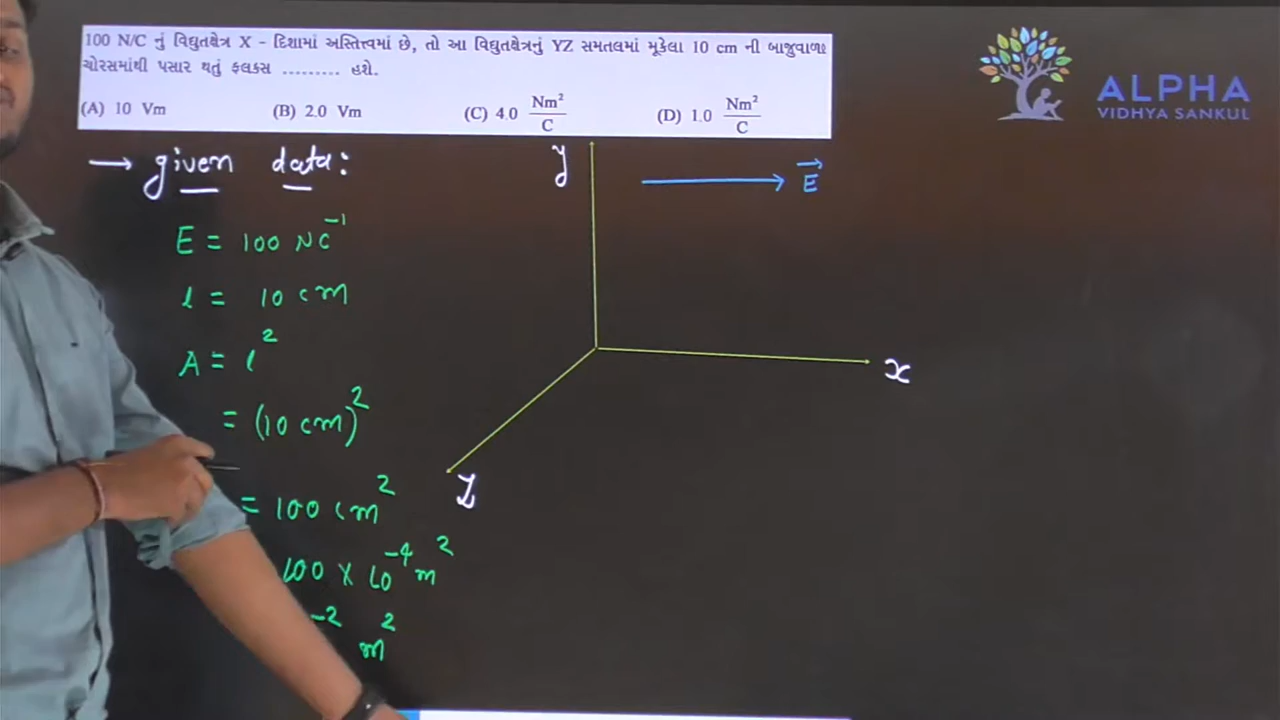 100 N/C નું વિદ્યુતક્ષેત્ર X - દિશામાં અસ્તિત્વમાં છે, તો આ વિદ્યુતક્ષેત્રનું YZ સમતલમાં મૂકેલા 10 cm ની બાજુવાળા
ચોરસમાંથી પસાર થતું ફ્લક્સ ......... હશે.
(A) 10 Vm (B) 2.0 Vm (C) 4.0 Nm²/C (D) 1.0 Nm²/C
ALPHA
VIDHYA SANKUL
→ given data:
y
E⃗
E = 100 NC⁻¹
l = 10 cm
A = l²
x
= (10 cm)²
Z
= 100 cm²
100 X 10⁻⁴ m²
⁻² m²